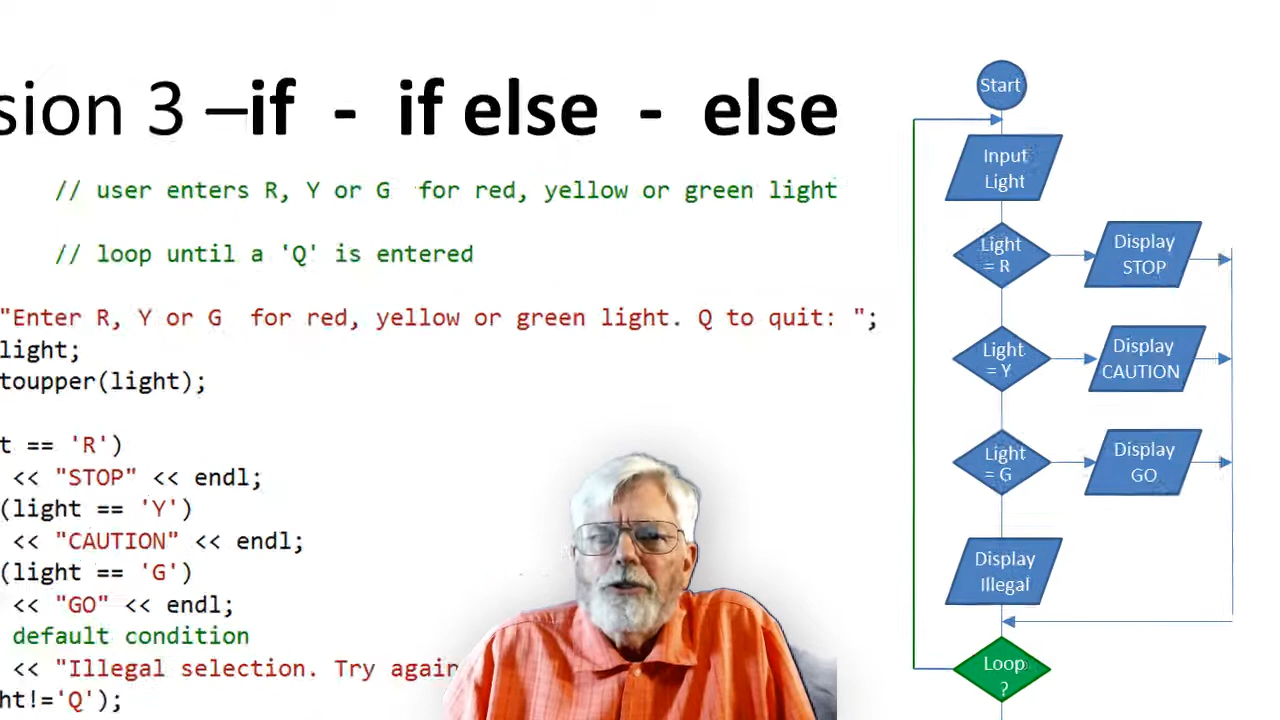 sion 3 –if - if else - else
// user enters R, Y or G for red, yellow or green light
// loop until a 'Q' is entered
"Enter R, Y or G for red, yellow or green light. Q to quit: ";
light;
toupper(light);
t == 'R')
<< "STOP" << endl;
(light == 'Y')
<< "CAUTION" << endl;
(light == 'G')
<< "GO" << endl;
default condition
<< "Illegal selection. Try again
ht!='Q');
Start
Input
Light
Light
= R
Display
STOP
Light
= Y
Display
CAUTION
Light
= G
Display
GO
Display
Illegal
Loop
?